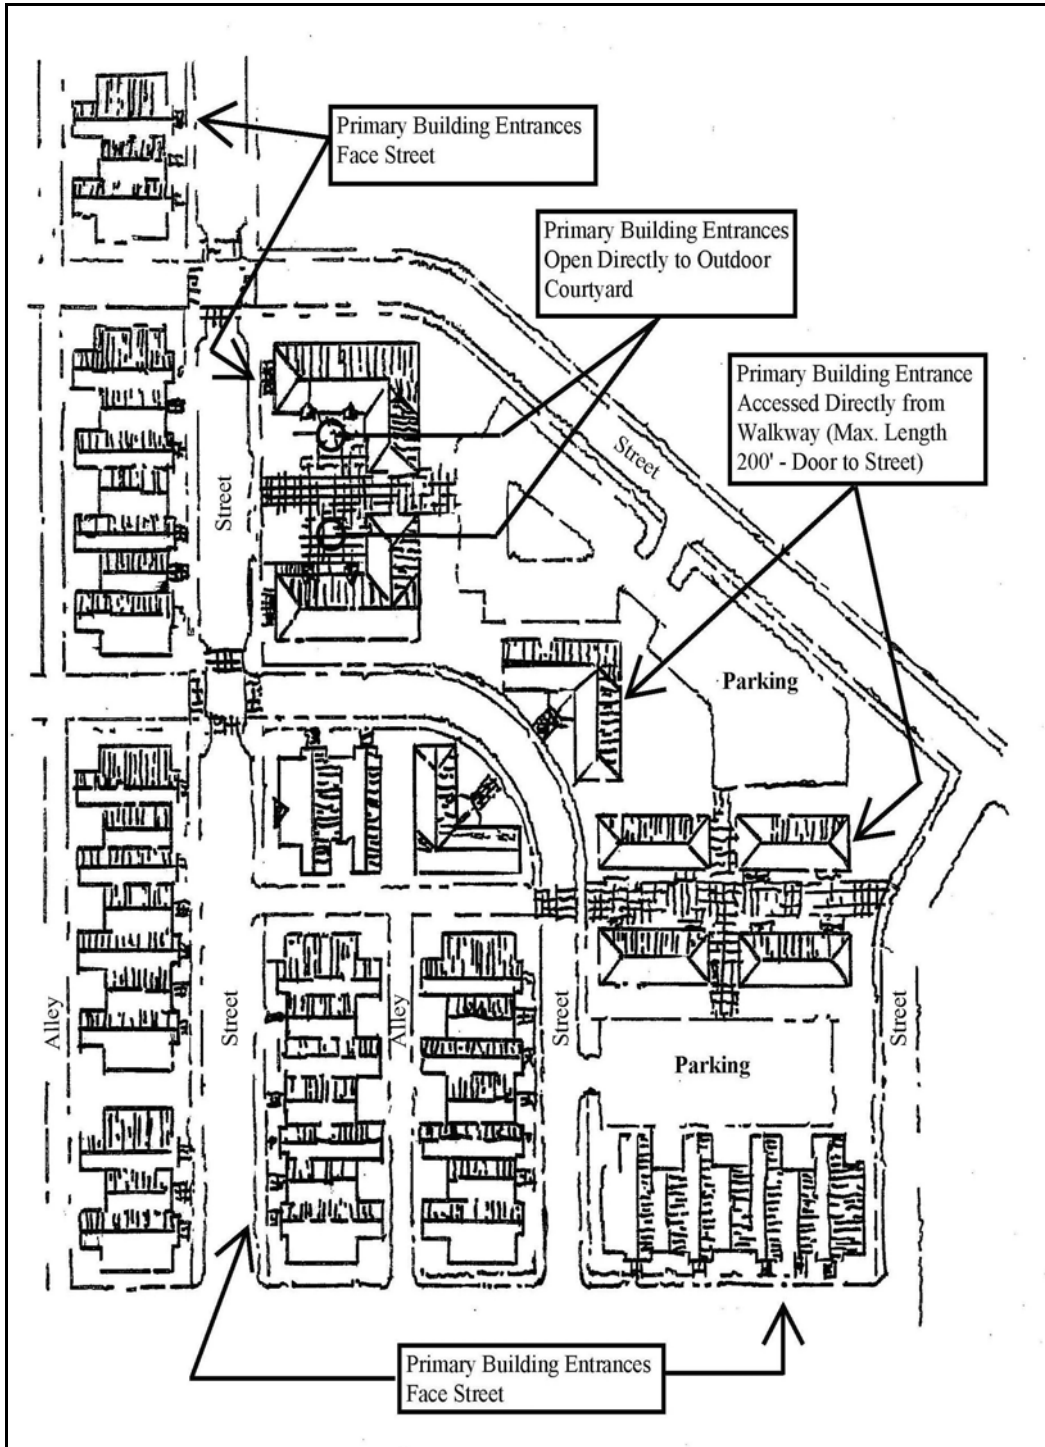 Primary Building Entrances
Face Street
Primary Building Entrances
Open Directly to Outdoor
Courtyard
Primary Building Entrance
Accessed Directly from
Walkway (Max. Length
200' - Door to Street)
Street
Street
Parking
Alley
Street
Alley
Street
Street
Parking
Primary Building Entrances
Face Street